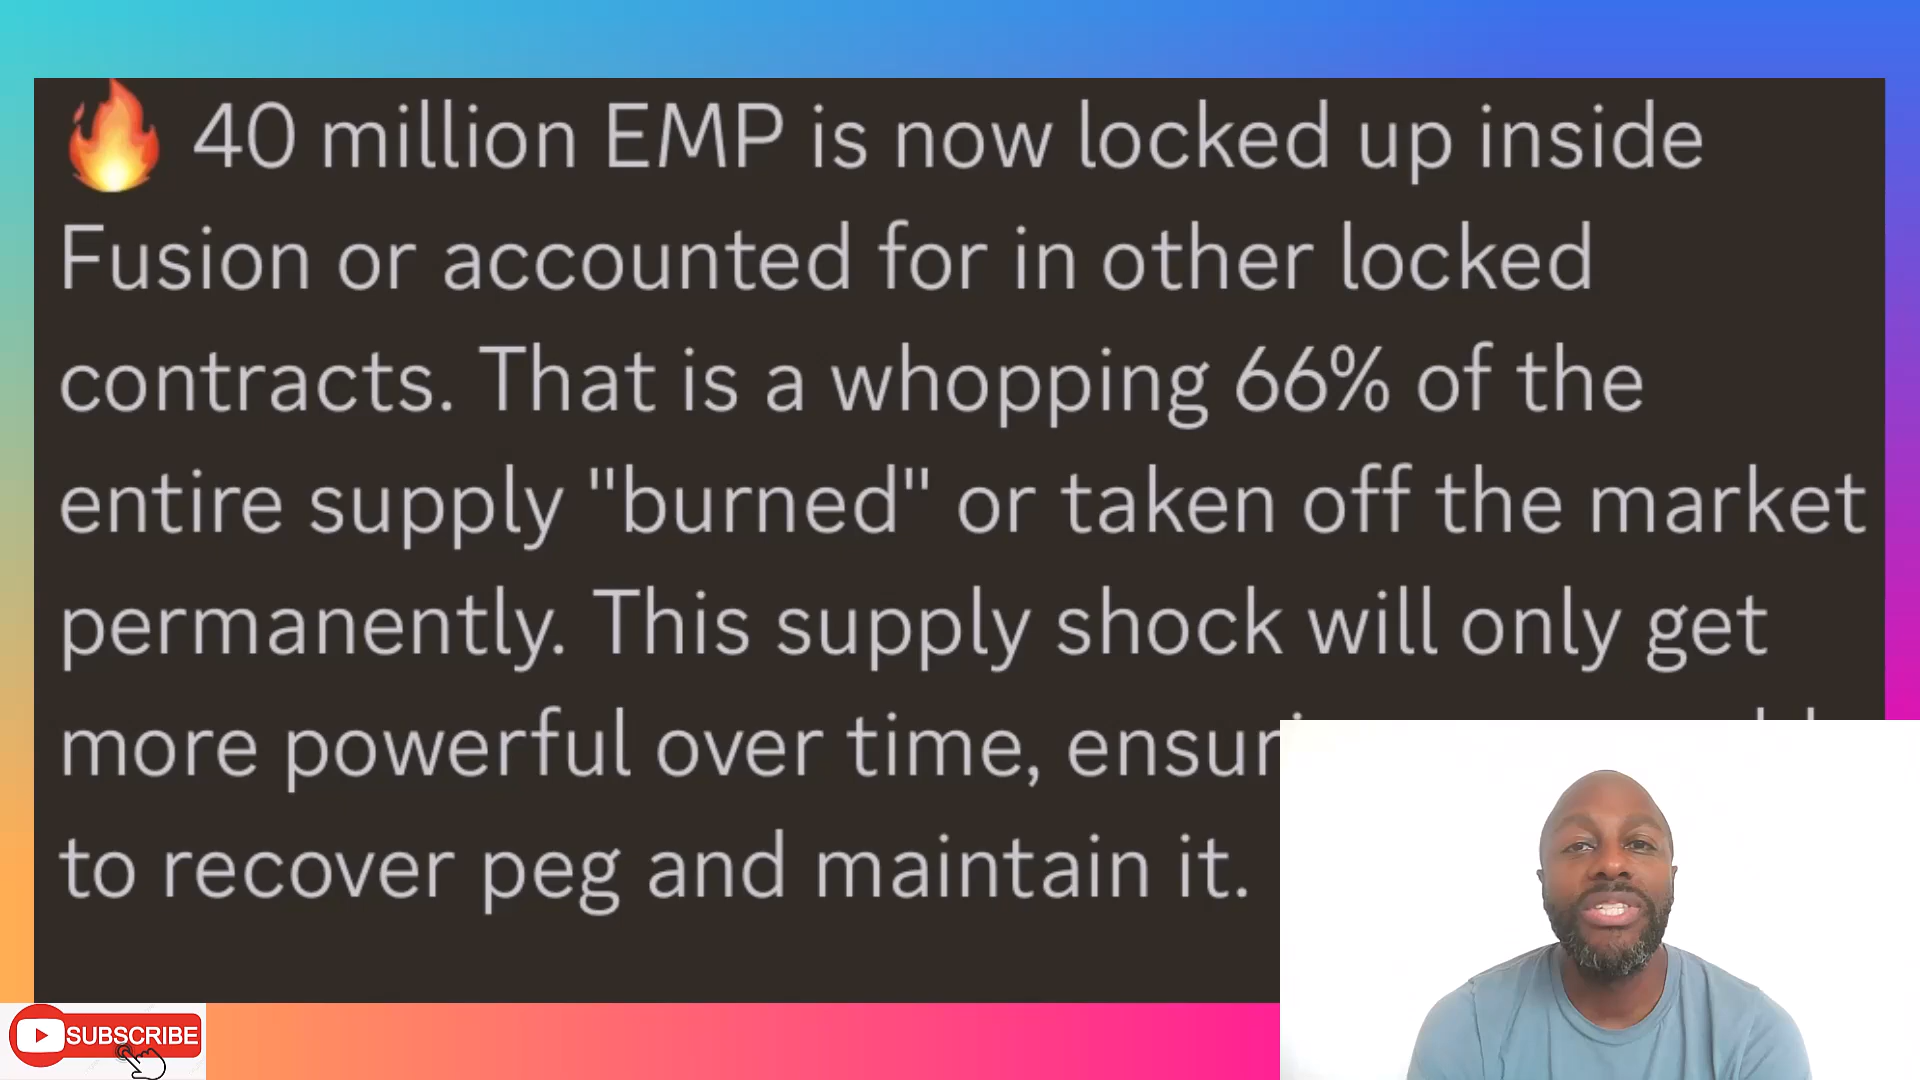 🔥 40 million EMP is now locked up inside
Fusion or accounted for in other locked
contracts. That is a whopping 66% of the
entire supply "burned" or taken off the market
permanently. This supply shock will only get
more powerful over time,
to recover peg and maintain it.
SUBSCRIBE